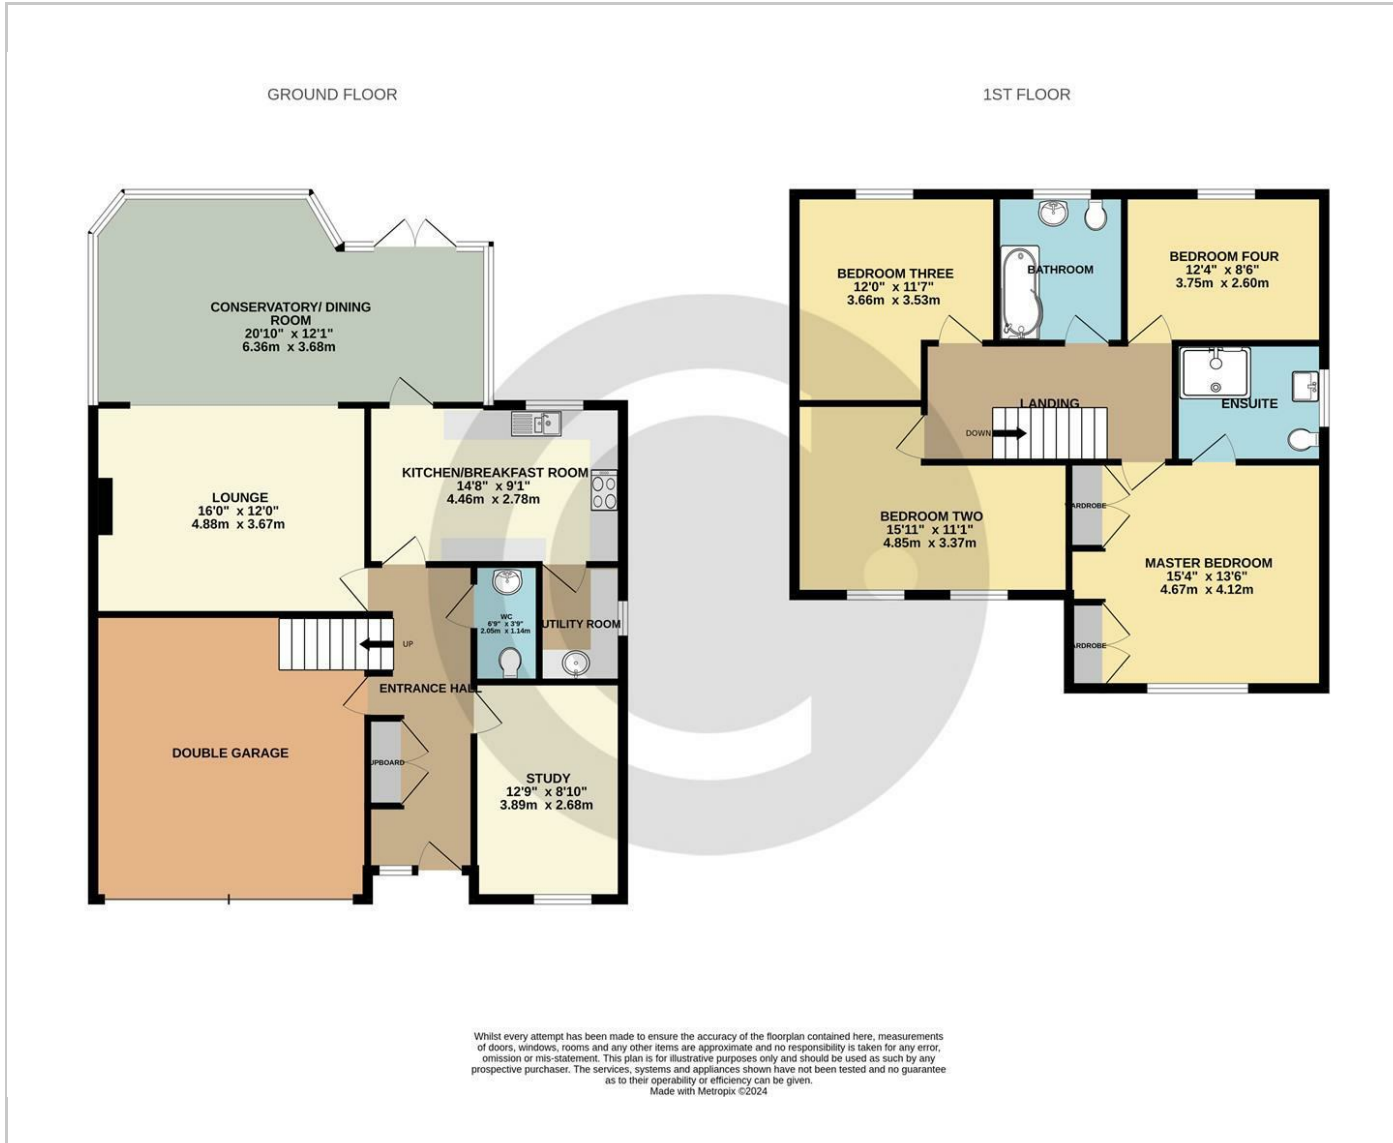 GROUND FLOOR
1ST FLOOR
CONSERVATORY/ DINING
ROOM
20'10" x 12'1"
6.36m x 3.68m
LOUNGE
16'0" x 12'0"
4.88m x 3.67m
KITCHEN/BREAKFAST ROOM
14'8" x 9'1"
4.46m x 2.78m
WC
6'9" x 3'9"
2.05m x 1.14m
UTILITY ROOM
UP
ENTRANCE HALL
DOUBLE GARAGE
UPBOARD
STUDY
12'9" x 8'10"
3.89m x 2.68m
BEDROOM THREE
12'0" x 11'7"
3.66m x 3.53m
BATHROOM
BEDROOM FOUR
12'4" x 8'6"
3.75m x 2.60m
LANDING
DOWN
ENSUITE
BEDROOM TWO
15'11" x 11'1"
4.85m x 3.37m
ARDROBE
MASTER BEDROOM
15'4" x 13'6"
4.67m x 4.12m
ARDROBE
Whilst every attempt has been made to ensure the accuracy of the floorplan contained here, measurements
of doors, windows, rooms and any other items are approximate and no responsibility is taken for any error,
omission or mis-statement. This plan is for illustrative purposes only and should be used as such by any
prospective purchaser. The services, systems and appliances shown have not been tested and no guarantee
as to their operability or efficiency can be given.
Made with Metropix ©2024